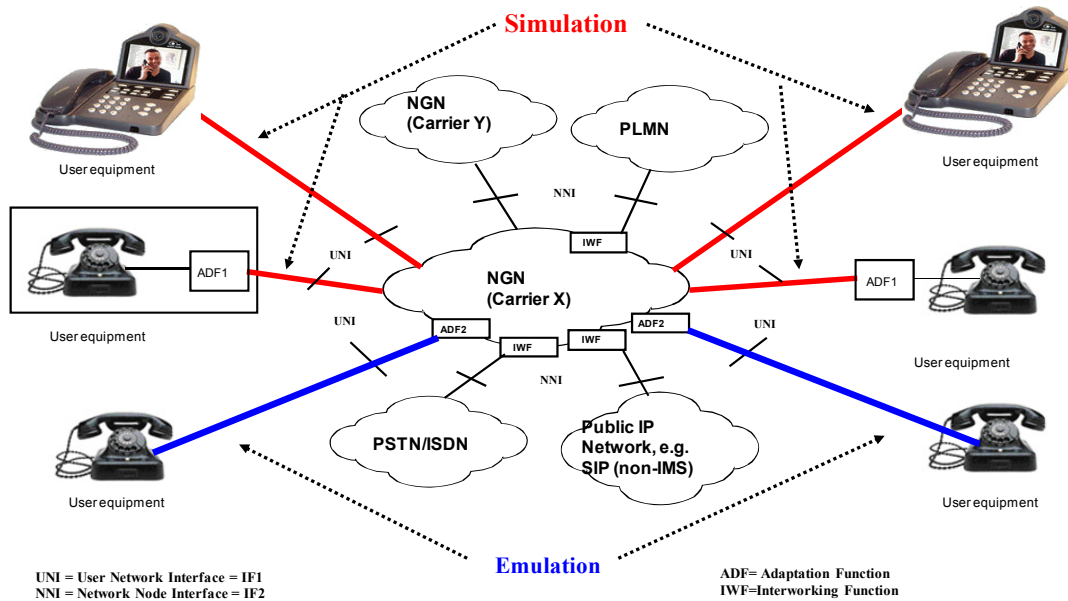 Simulation
NGN
(Carrier Y)
PLMN
User equipment
User equipment
NNI
UNI
IWF
UNI
ADF1
NGN
(Carrier X)
ADF1
UNI
ADF2
ADF2
UNI
User equipment
IWF
IWF
User equipment
NNI
PSTN/ISDN
Public IP
Network, e.g.
SIP (non-IMS)
User equipment
User equipment
Emulation
UNI = User Network Interface = IF1
NNI = Network Node Interface = IF2
ADF= Adaptation Function
IWF=Interworking Function